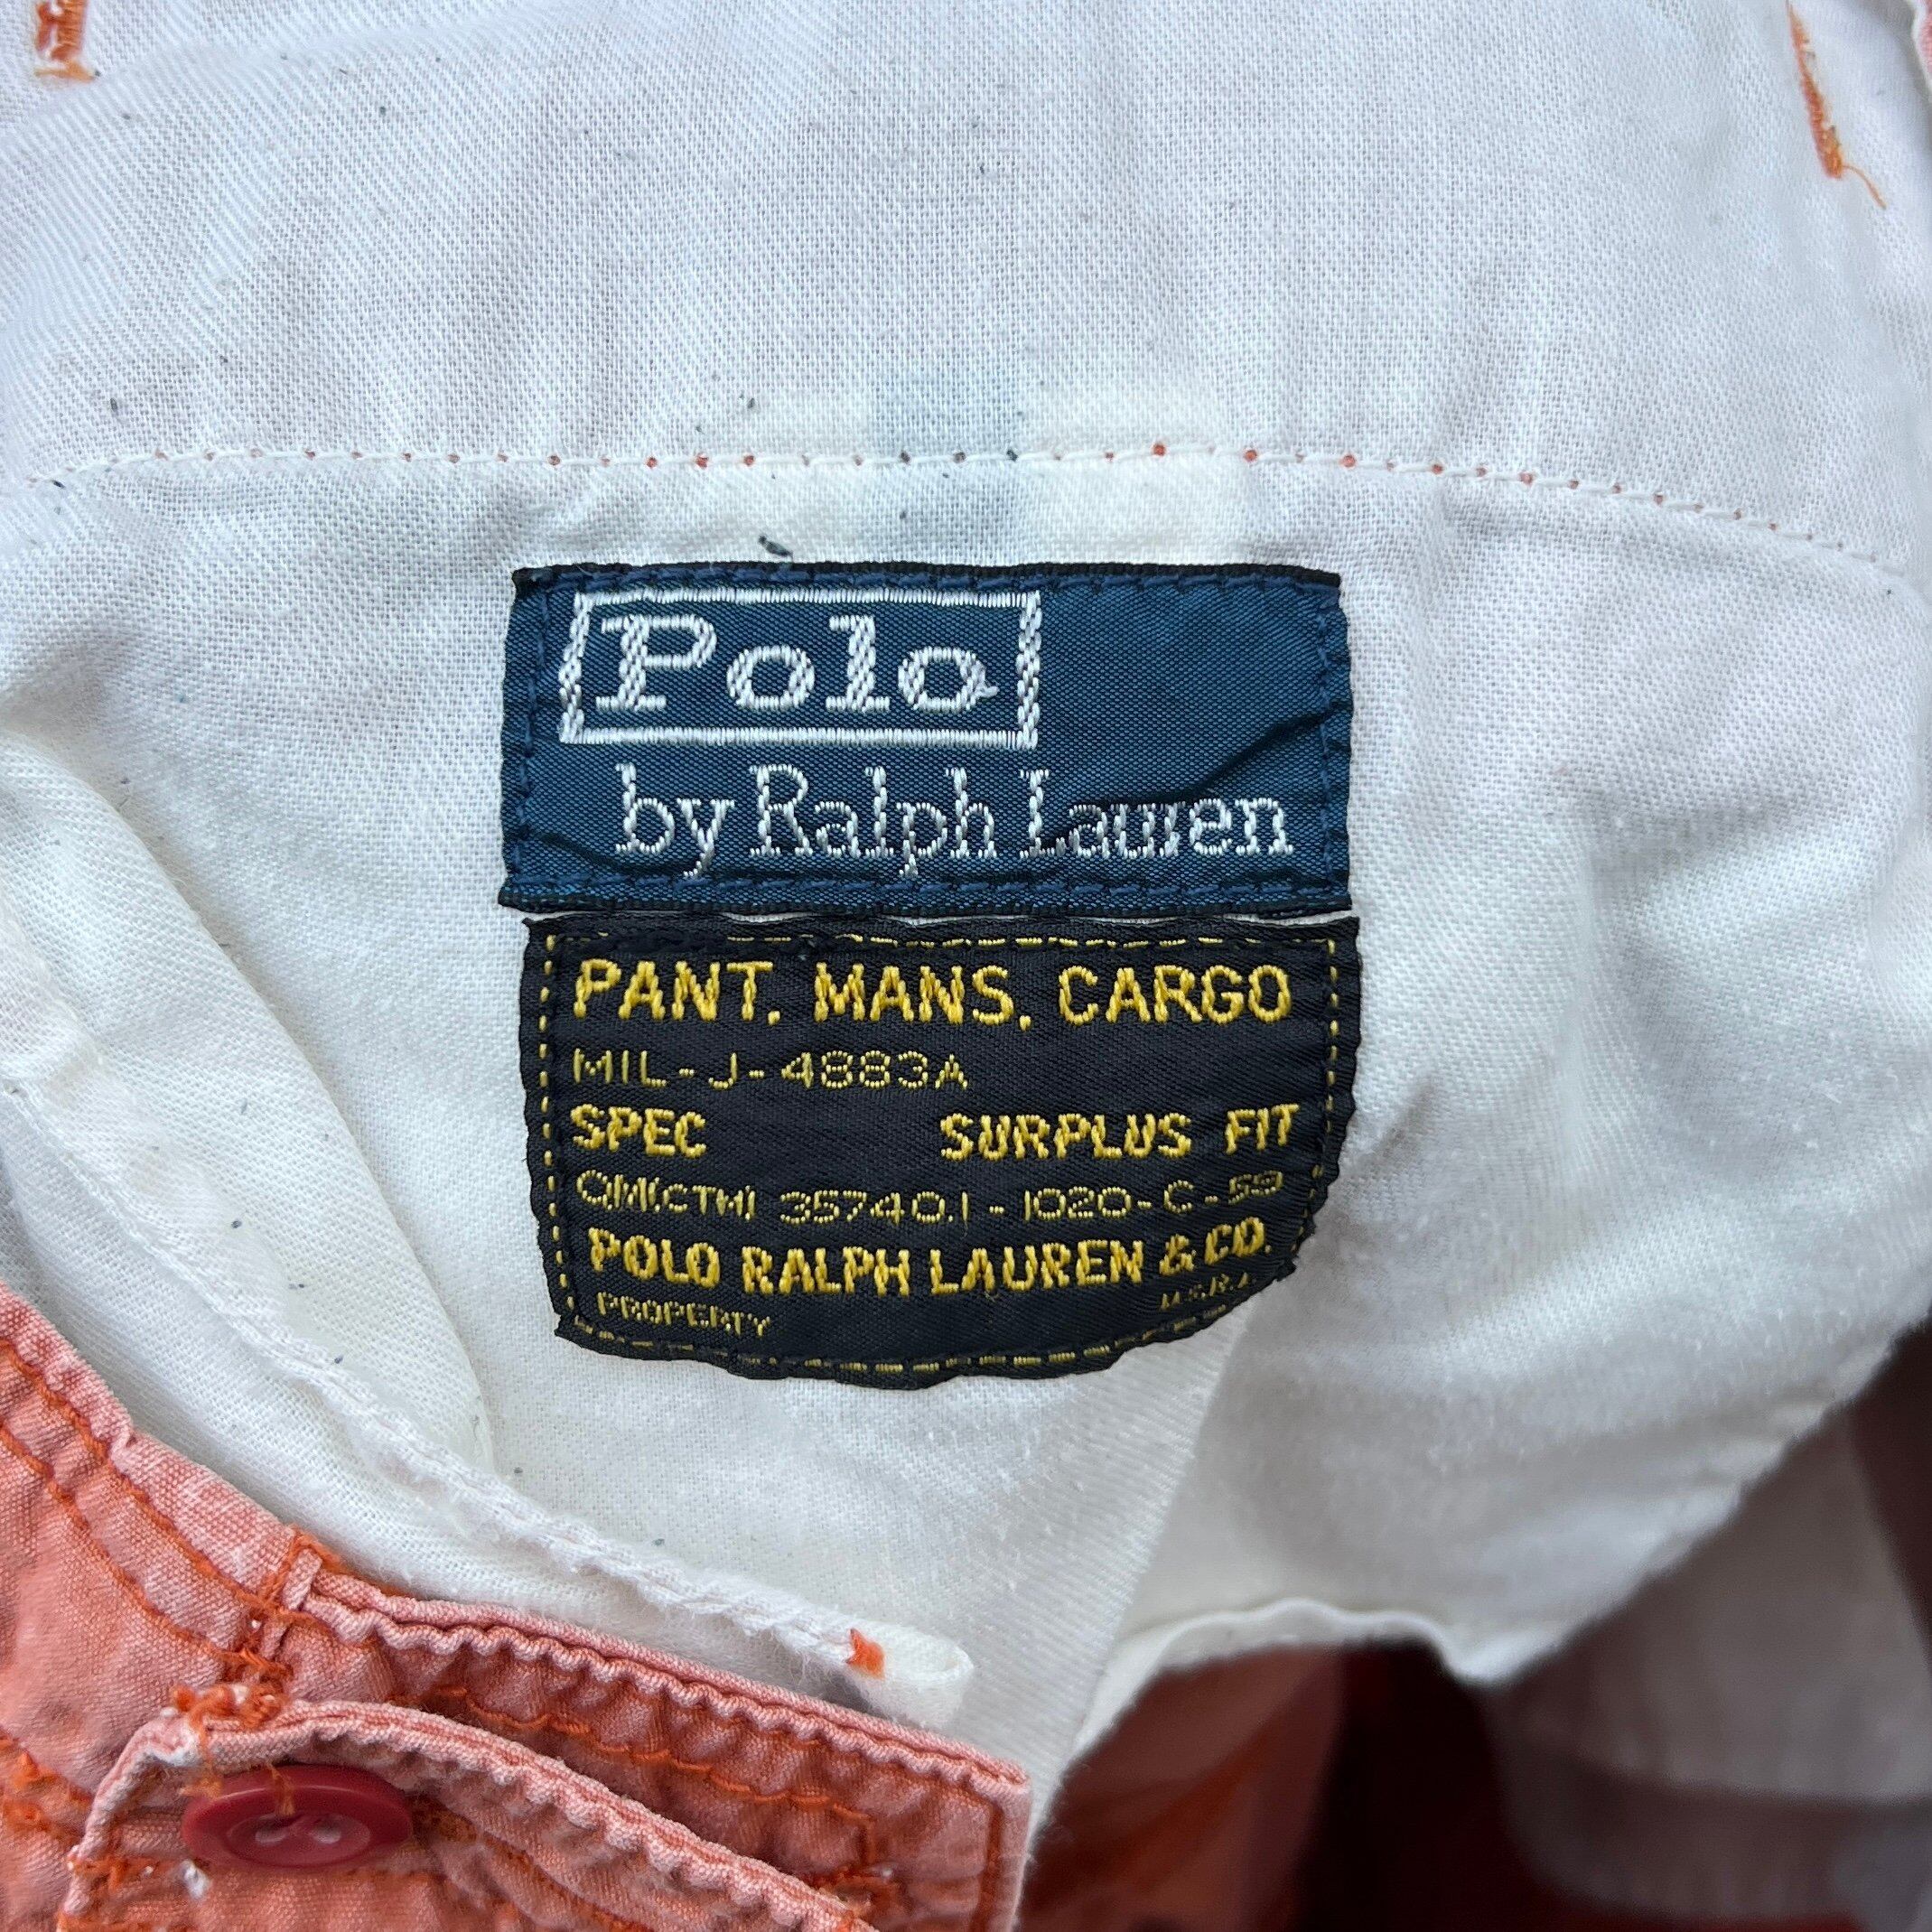 Polo
by Ralph Lauren
PANT, MANS, CARGO
MIL-J-4883A
SPEC SURPLUS FIT
QM(CTM) 35740.1-1020-C-59
POLO RALPH LAUREN & CO.
PROPERTY